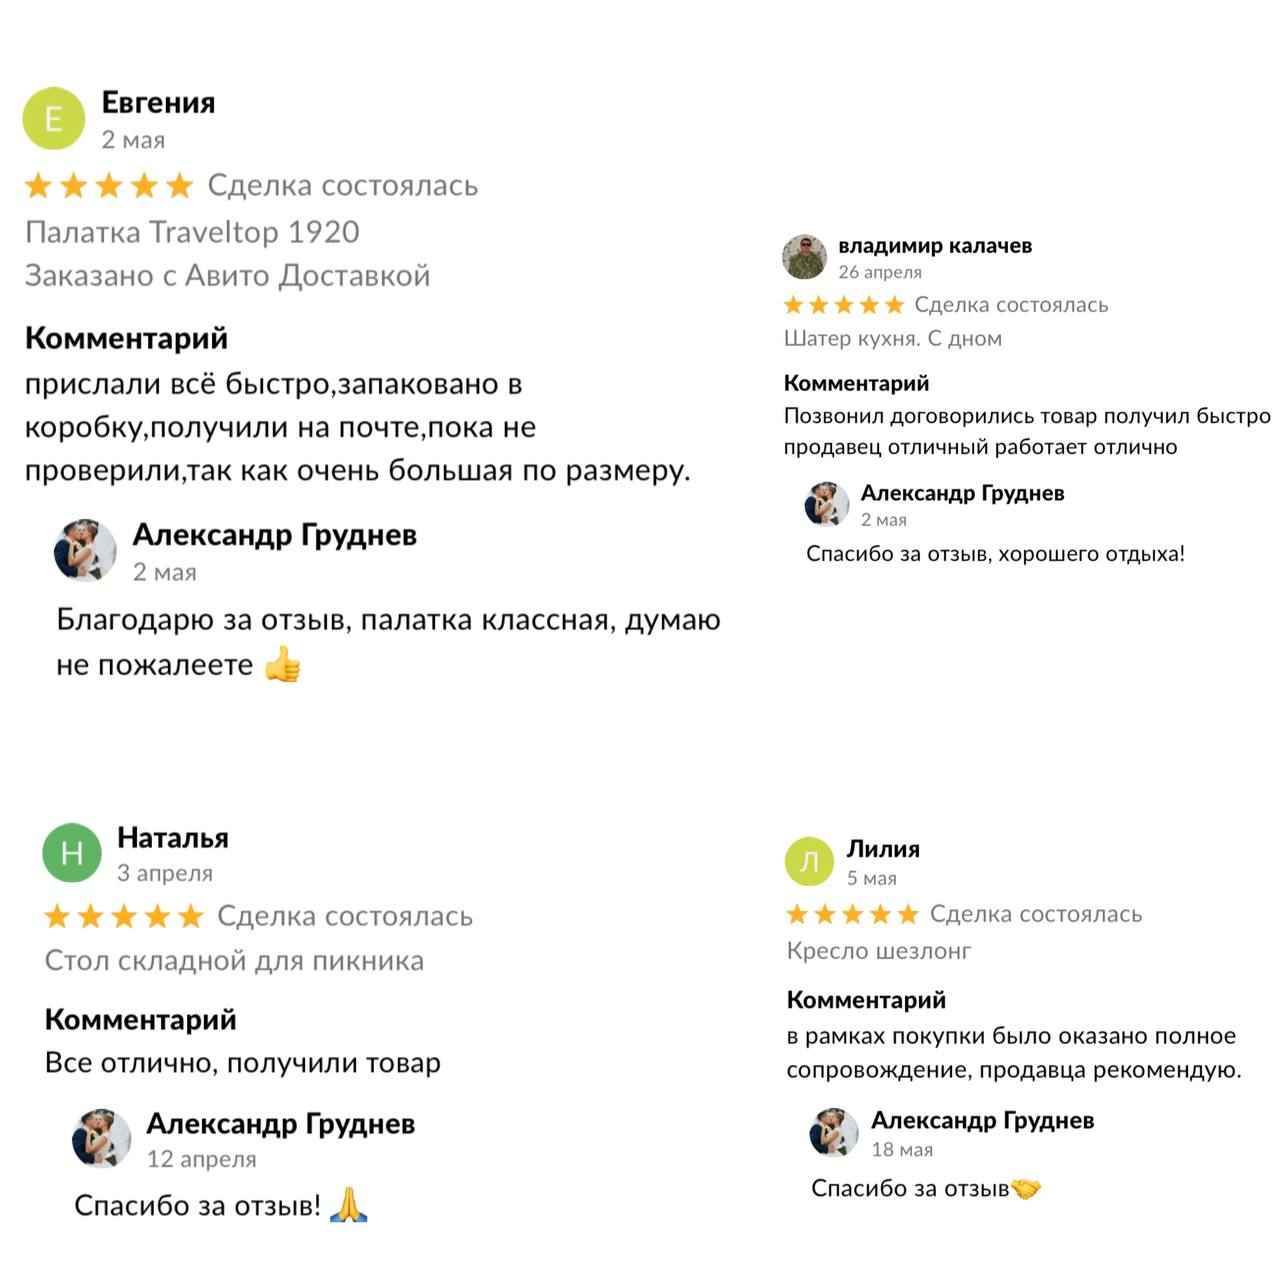 Е
Евгения
2 мая
Сделка состоялась
Палатка Traveltop 1920
Заказано с Авито Доставкой
Комментарий
прислали всё быстро,запаковано в
коробку,получили на почте,пока не
проверили,так как очень большая по размеру.
Александр Груднев
2 мая
Благодарю за отзыв, палатка классная, думаю
не пожалеете 👍
владимир калачев
26 апреля
Сделка состоялась
Шатер кухня. С дном
Комментарий
Позвонил договорились товар получил быстро
продавец отличный работает отлично
Александр Груднев
2 мая
Спасибо за отзыв, хорошего отдыха!
Н
Наталья
3 апреля
Сделка состоялась
Стол складной для пикника
Комментарий
Все отлично, получили товар
Александр Груднев
12 апреля
Спасибо за отзыв! 🙏
Л
Лилия
5 мая
Сделка состоялась
Кресло шезлонг
Комментарий
в рамках покупки было оказано полное
сопровождение, продавца рекомендую.
Александр Груднев
18 мая
Спасибо за отзыв🤝